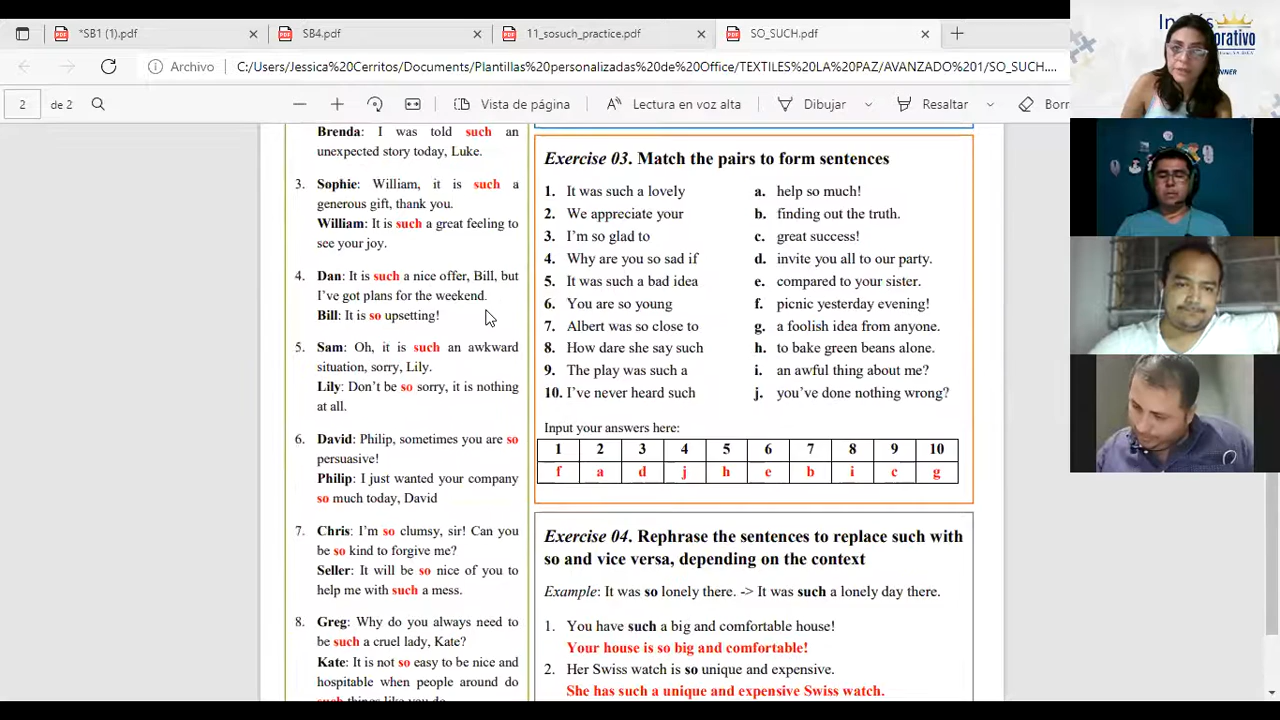 *SB1 (1).pdf
SB4.pdf
11_sosuch_practice.pdf
SO_SUCH.pdf
Archivo
C:/Users/Jessica%20Cerritos/Documents/Plantillas%20personalizadas%20de%20Office/TEXTILES%20LA%20PAZ/AVANZADO%201/SO_SUCH....
2
de 2
Vista de página
Lectura en voz alta
Dibujar
Resaltar
Borr
Brenda: I was told such an
unexpected story today, Luke.
3. Sophie: William, it is such a
generous gift, thank you.
William: It is such a great feeling to
see your joy.
4. Dan: It is such a nice offer, Bill, but
I've got plans for the weekend.
Bill: It is so upsetting!
5. Sam: Oh, it is such an awkward
situation, sorry, Lily.
Lily: Don't be so sorry, it is nothing
at all.
6. David: Philip, sometimes you are so
persuasive!
Philip: I just wanted your company
so much today, David
7. Chris: I'm so clumsy, sir! Can you
be so kind to forgive me?
Seller: It will be so nice of you to
help me with such a mess.
8. Greg: Why do you always need to
be such a cruel lady, Kate?
Kate: It is not so easy to be nice and
hospitable when people around do
such things like you do
Exercise 03. Match the pairs to form sentences
1. It was such a lovely a. help so much!
2. We appreciate your b. finding out the truth.
3. I'm so glad to c. great success!
4. Why are you so sad if d. invite you all to our party.
5. It was such a bad idea e. compared to your sister.
6. You are so young f. picnic yesterday evening!
7. Albert was so close to g. a foolish idea from anyone.
8. How dare she say such h. to bake green beans alone.
9. The play was such a i. an awful thing about me?
10. I've never heard such j. you've done nothing wrong?
Input your answers here:
1 2 3 4 5 6 7 8 9 10
f a d j h e b i c g
Exercise 04. Rephrase the sentences to replace such with
so and vice versa, depending on the context
Example: It was so lonely there. -> It was such a lonely day there.
1. You have such a big and comfortable house!
Your house is so big and comfortable!
2. Her Swiss watch is so unique and expensive.
She has such a unique and expensive Swiss watch.